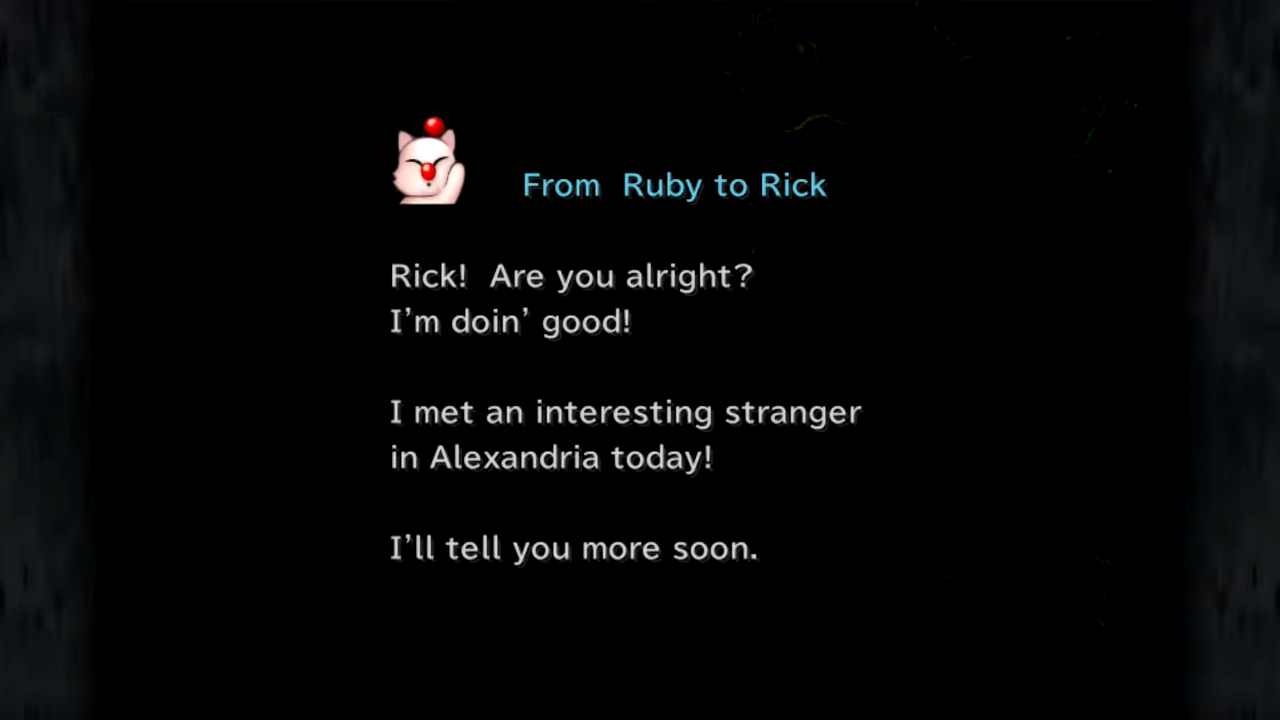 From  Ruby to Rick
Rick!  Are you alright?
I'm doin' good!
I met an interesting stranger
in Alexandria today!
I'll tell you more soon.